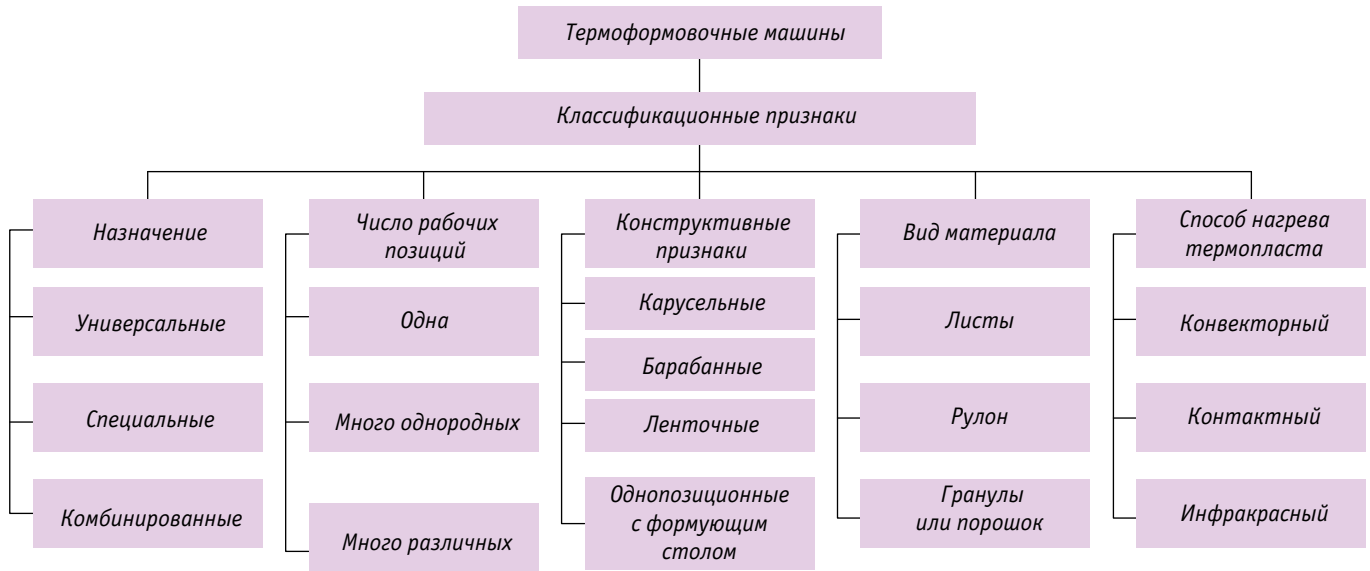 Термоформовочные машины
Классификационные признаки
Назначение
Универсальные
Специальные
Комбинированные
Число рабочих
позиций
Одна
Много однородных
Много различных
Конструктивные
признаки
Карусельные
Барабанные
Ленточные
Однопозиционные
с формующим
столом
Вид материала
Листы
Рулон
Гранулы
или порошок
Способ нагрева
термопласта
Конвекторный
Контактный
Инфракрасный